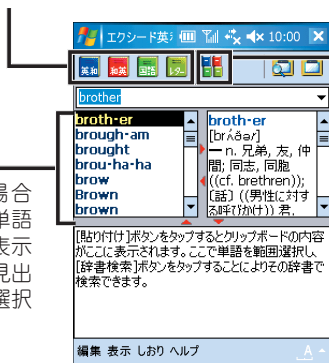 エクシード英 10:00
英和 和英 国語
brother
broth-er
brough-am
brought
brou-ha-ha
brow
Brown
brown
broth-er
[brʌ́ðər]
━ n. 兄弟, 友, 仲
間; 同志, 同胞
((cf. brethren));
〔話〕 ((男性に対す
る呼びかけ)) 君.
場合
単語
表示
見出
選択
[貼り付け]ボタンをタップするとクリップボードの内容
がここに表示されます。ここで単語を範囲選択し、
[辞書検索]ボタンをタップすることによりその辞書で
検索できます。
編集 表示 しおり ヘルプ